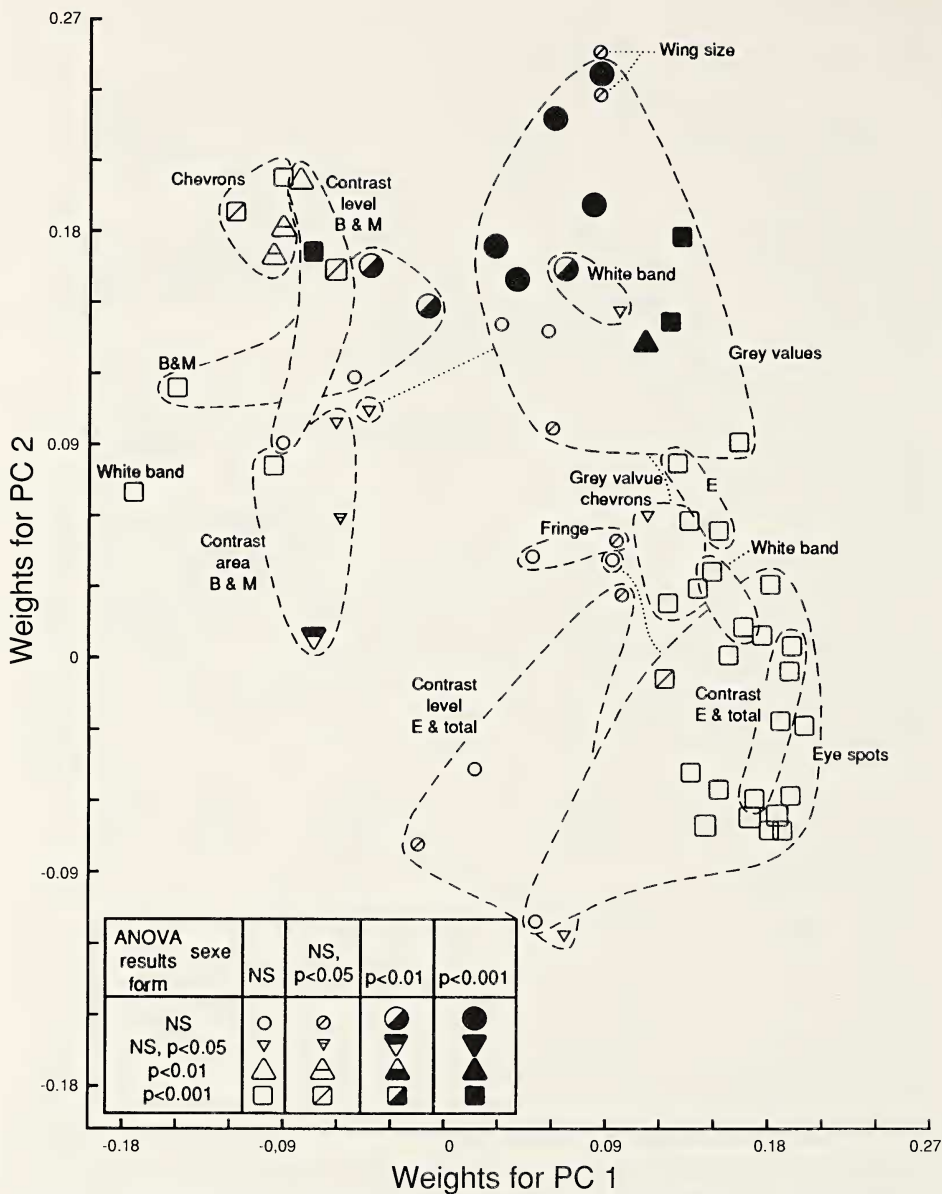 0.27
Wing size
Chevrons
Contrast
level
B & M
0.18
White band
B&M
Grey values
0.09
White band
Grey valvue
chevrons
E
Fringe
Contrast
area
B & M
White band
Weights for PC 2
0
Contrast
level
E & total
Contrast
E & total
Eye spots
-0.09
ANOVA sexe
results
form
NS
NS,
p<0.05
p<0.01
p<0.001
NS
NS, p<0.05
p<0.01
p<0.001
-0.18
-0.18 -0.09 0 0.09 0.18 0.27
Weights for PC 1